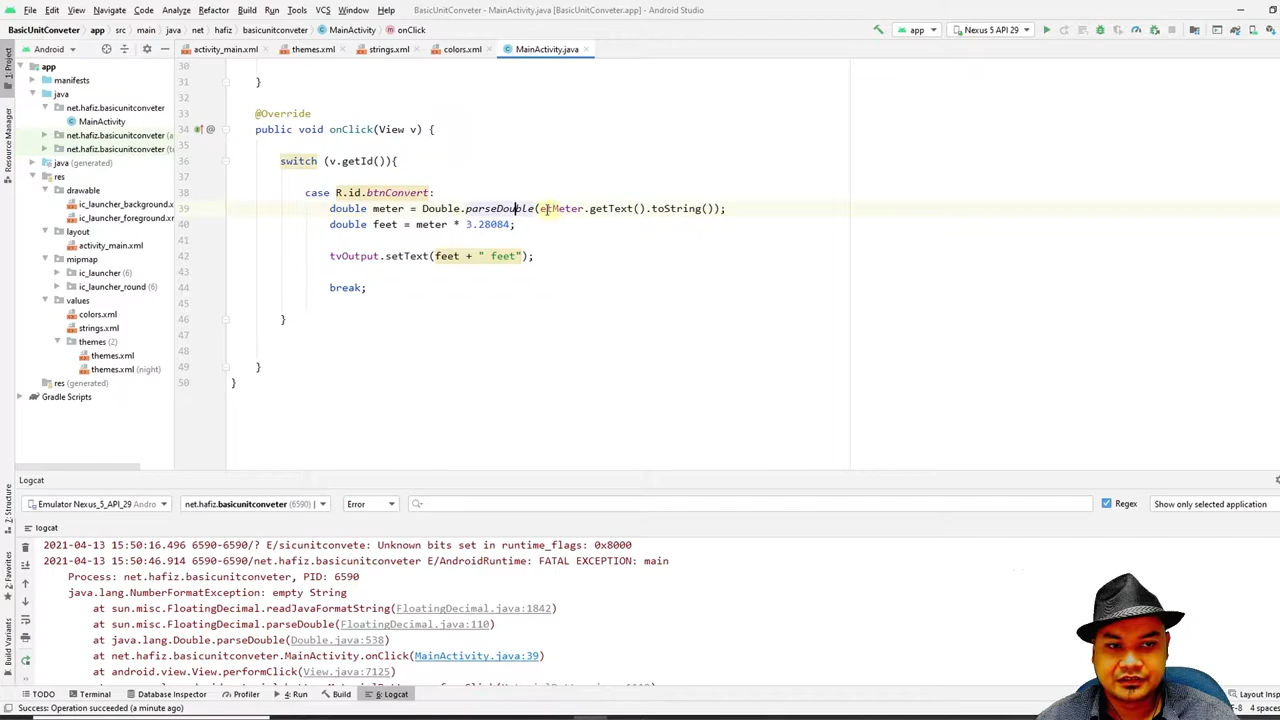 File Edit View Navigate Code Analyze Refactor Build Run Tools VCS Window Help BasicUnitConveter - MainActivity.java [BasicUnitConveter.app] - Android Studio
BasicUnitConveter app src main java net hafiz basicunitconveter MainActivity onClick app Nexus 5 API 29
1: Project
Resource Manager
Z: Structure
2: Favorites
Build Variants
Android
activity_main.xml themes.xml strings.xml colors.xml MainActivity.java
app
manifests
java
net.hafiz.basicunitconveter
MainActivity
net.hafiz.basicunitconveter (a
net.hafiz.basicunitconveter (t
java (generated)
res
drawable
ic_launcher_background.
ic_launcher_foreground.
layout
activity_main.xml
mipmap
ic_launcher (6)
ic_launcher_round (6)
values
colors.xml
strings.xml
themes (2)
themes.xml
themes.xml (night)
res (generated)
Gradle Scripts
30
31 }
32
33 @Override
34 public void onClick(View v) {
35
36 switch (v.getId()){
37
38 case R.id.btnConvert:
39 double meter = Double.parseDouble(etMeter.getText().toString());
40 double feet = meter * 3.28084;
41
42 tvOutput.setText(feet + " feet");
43
44 break;
45
46 }
47
48
49 }
50 }
Logcat
Emulator Nexus_5_API_29 Andro net.hafiz.basicunitconveter (6590) Error Regex Show only selected application
logcat
2021-04-13 15:50:16.496 6590-6590/? E/sicunitconvete: Unknown bits set in runtime_flags: 0x8000
2021-04-13 15:50:46.914 6590-6590/net.hafiz.basicunitconveter E/AndroidRuntime: FATAL EXCEPTION: main
Process: net.hafiz.basicunitconveter, PID: 6590
java.lang.NumberFormatException: empty String
at sun.misc.FloatingDecimal.readJavaFormatString(FloatingDecimal.java:1842)
at sun.misc.FloatingDecimal.parseDouble(FloatingDecimal.java:110)
at java.lang.Double.parseDouble(Double.java:538)
at net.hafiz.basicunitconveter.MainActivity.onClick(MainActivity.java:39)
at android.view.View.performClick(View.java:7125)
TODO Terminal Database Inspector Profiler 4: Run Build 6: Logcat Layout Insp
Success: Operation succeeded (a minute ago) F-8 4 spaces